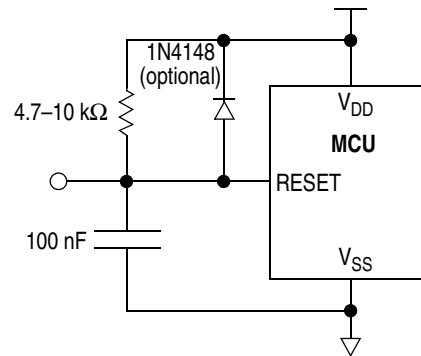 1N4148
(optional)
4.7–10 kΩ
V_DD
MCU
RESET
100 nF
V_SS